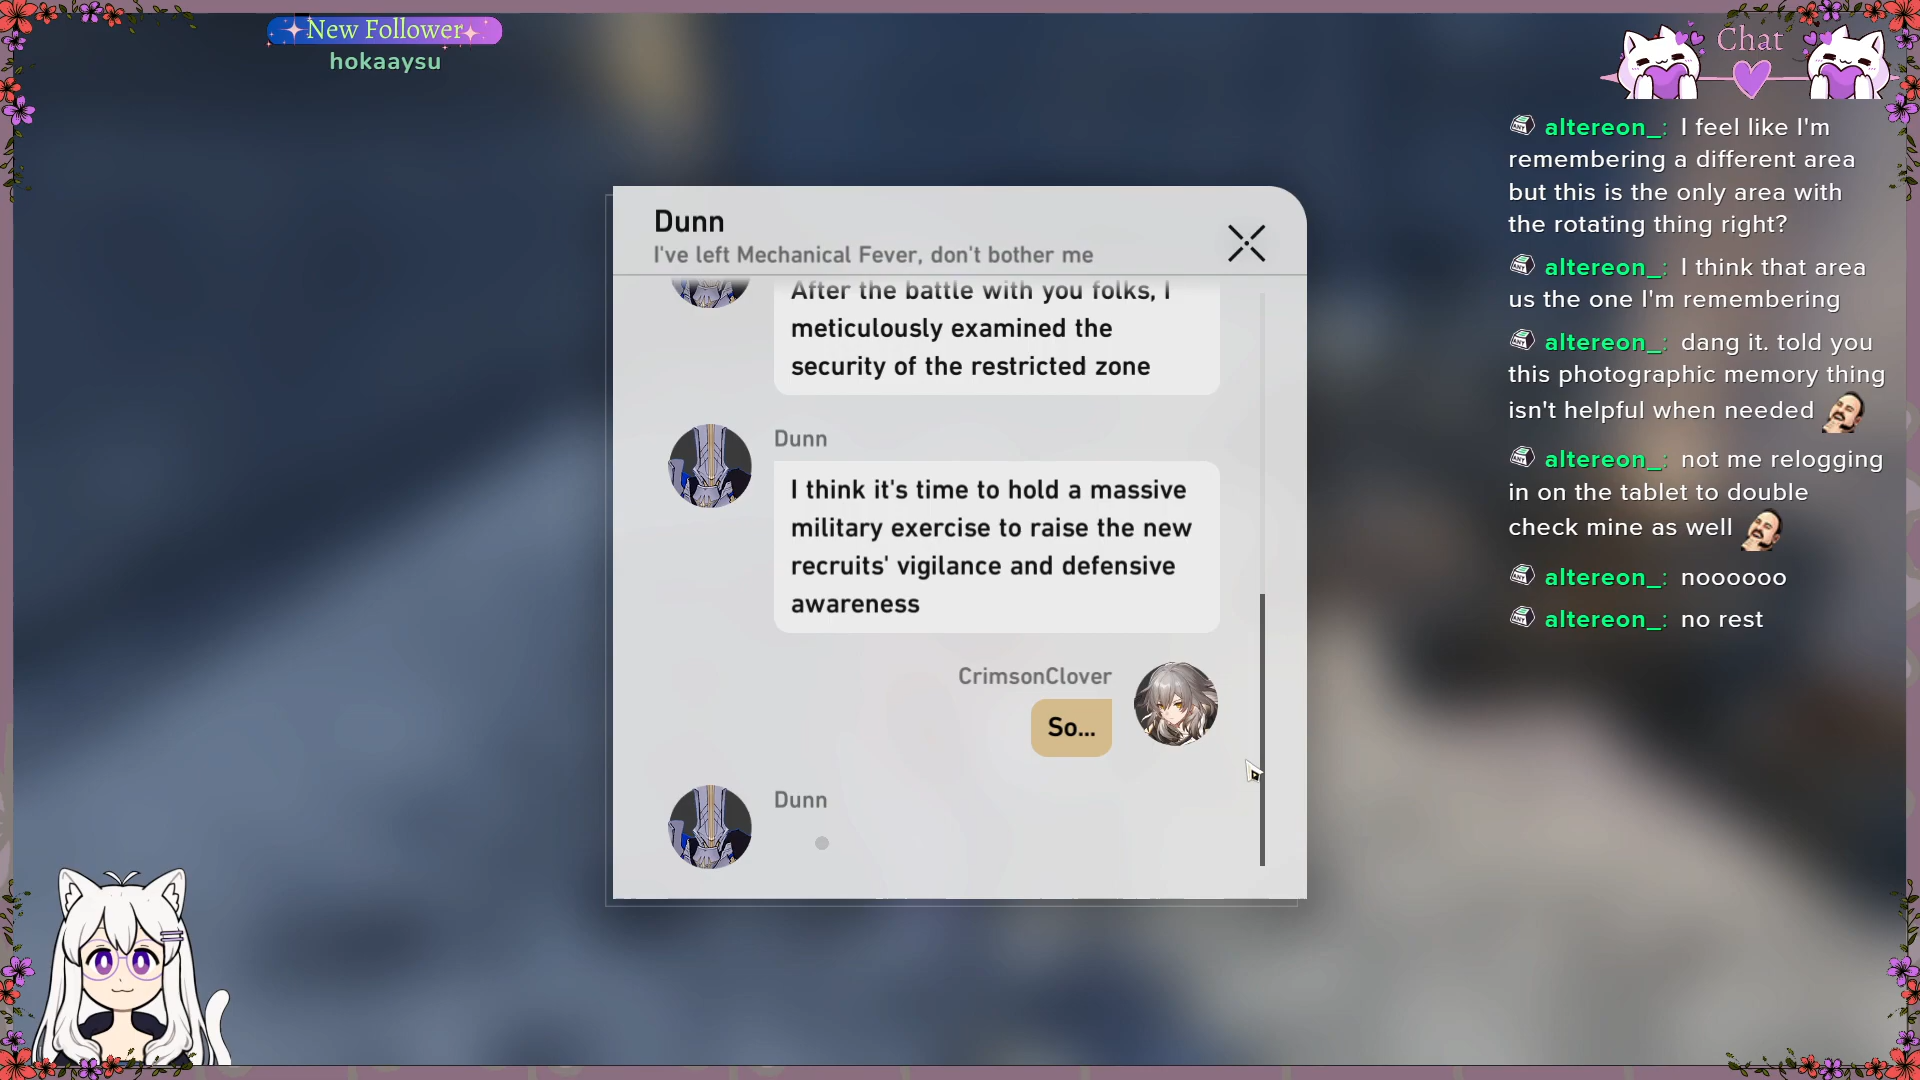 New Follower
hokaaysu
Chat
altereon_: I feel like I'm
remembering a different area
but this is the only area with
the rotating thing right?
altereon_: I think that area
us the one I'm remembering
altereon_: dang it. told you
this photographic memory thing
isn't helpful when needed
altereon_: not me relogging
in on the tablet to double
check mine as well
altereon_: noooooo
altereon_: no rest
Dunn
I've left Mechanical Fever, don't bother me
After the battle with you folks, I
meticulously examined the
security of the restricted zone
Dunn
I think it's time to hold a massive
military exercise to raise the new
recruits' vigilance and defensive
awareness
CrimsonClover
So...
Dunn